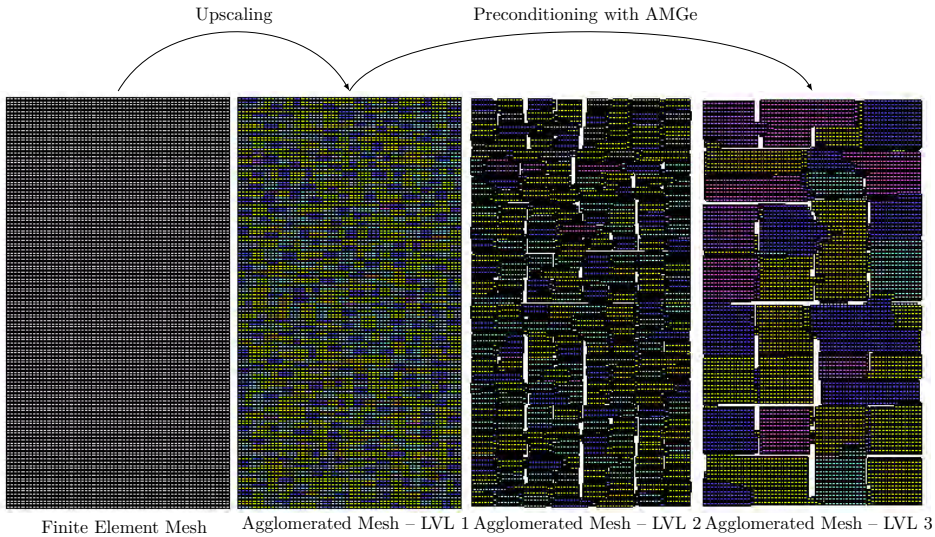 Upscaling
Preconditioning with AMGe
Finite Element Mesh
Agglomerated Mesh – LVL 1
Agglomerated Mesh – LVL 2
Agglomerated Mesh – LVL 3